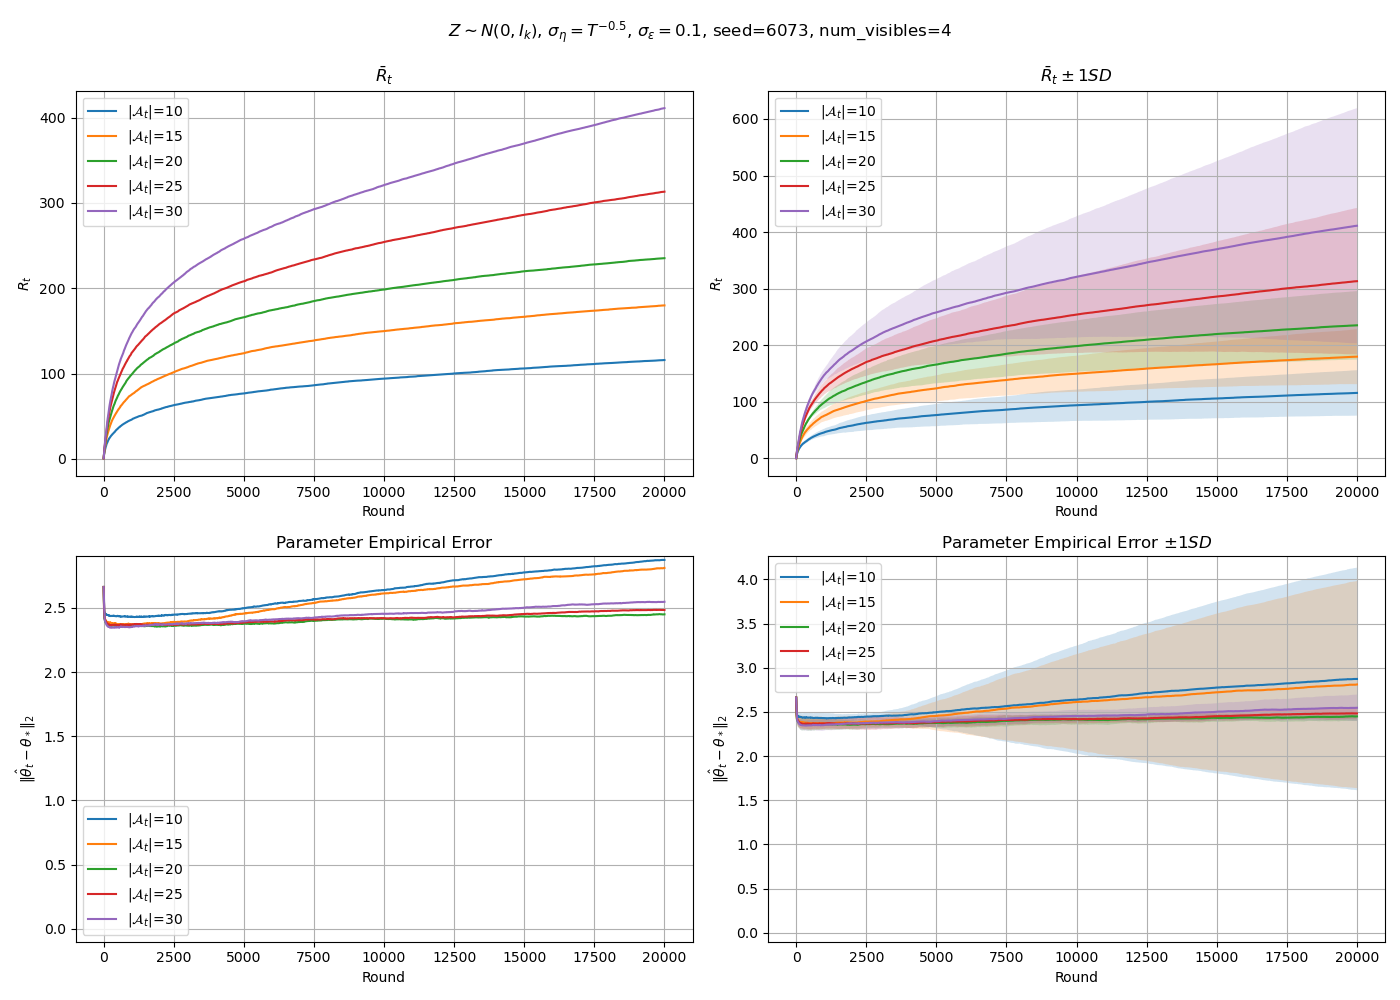 Z ∼ N(0, I_k), σ_η = T^{−0.5}, σ_ε = 0.1, seed=6073, num_visibles=4
R̄_t
R_t
400
300
200
100
0
|𝒜_t|=10
|𝒜_t|=15
|𝒜_t|=20
|𝒜_t|=25
|𝒜_t|=30
0 2500 5000 7500 10000 12500 15000 17500 20000
Round
R̄_t ± 1SD
R_t
600
500
400
300
200
100
0
|𝒜_t|=10
|𝒜_t|=15
|𝒜_t|=20
|𝒜_t|=25
|𝒜_t|=30
0 2500 5000 7500 10000 12500 15000 17500 20000
Round
Parameter Empirical Error
‖θ̂_t − θ_*‖_2
2.5
2.0
1.5
1.0
0.5
0.0
|𝒜_t|=10
|𝒜_t|=15
|𝒜_t|=20
|𝒜_t|=25
|𝒜_t|=30
0 2500 5000 7500 10000 12500 15000 17500 20000
Round
Parameter Empirical Error ±1SD
‖θ̂_t − θ_*‖_2
4.0
3.5
3.0
2.5
2.0
1.5
1.0
0.5
0.0
|𝒜_t|=10
|𝒜_t|=15
|𝒜_t|=20
|𝒜_t|=25
|𝒜_t|=30
0 2500 5000 7500 10000 12500 15000 17500 20000
Round